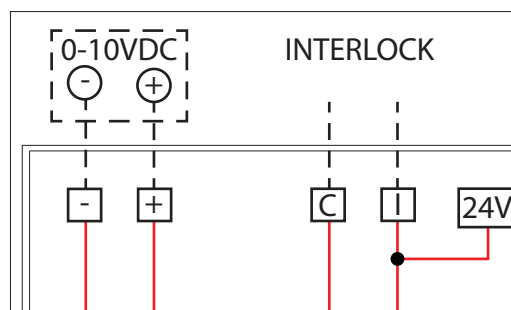 0-10VDC INTERLOCK
- +
- + C I 24V